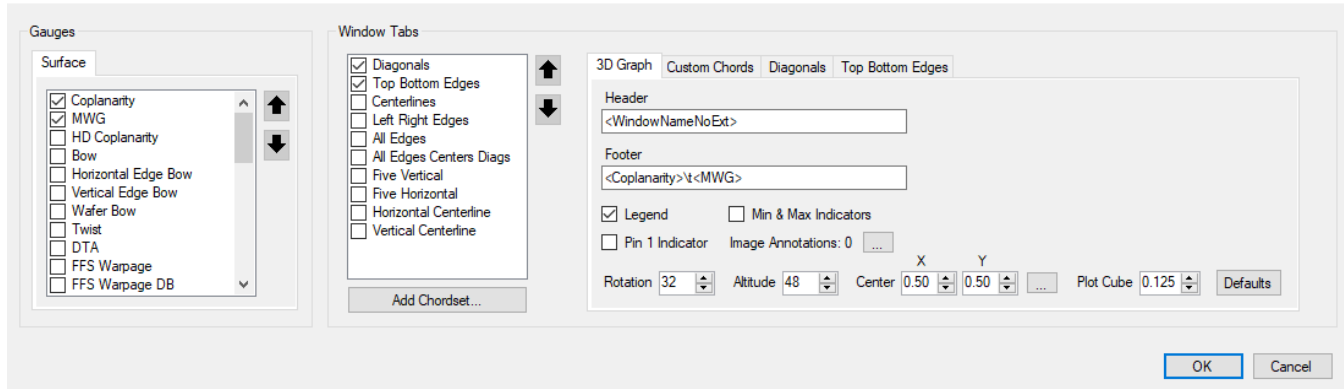 Gauges
Surface
Coplanarity
MWG
HD Coplanarity
Bow
Horizontal Edge Bow
Vertical Edge Bow
Wafer Bow
Twist
DTA
FFS Warpage
FFS Warpage DB
Window Tabs
Diagonals
Top Bottom Edges
Centerlines
Left Right Edges
All Edges
All Edges Centers Diags
Five Vertical
Five Horizontal
Horizontal Centerline
Vertical Centerline
Add Chordset...
3D Graph Custom Chords Diagonals Top Bottom Edges
Header
<WindowNameNoExt>
Footer
<Coplanarity>\t<MWG>
Legend Min & Max Indicators
Pin 1 Indicator Image Annotations: 0 ...
X Y
Rotation 32 Altitude 48 Center 0.50 0.50 ... Plot Cube 0.125 Defaults
OK Cancel